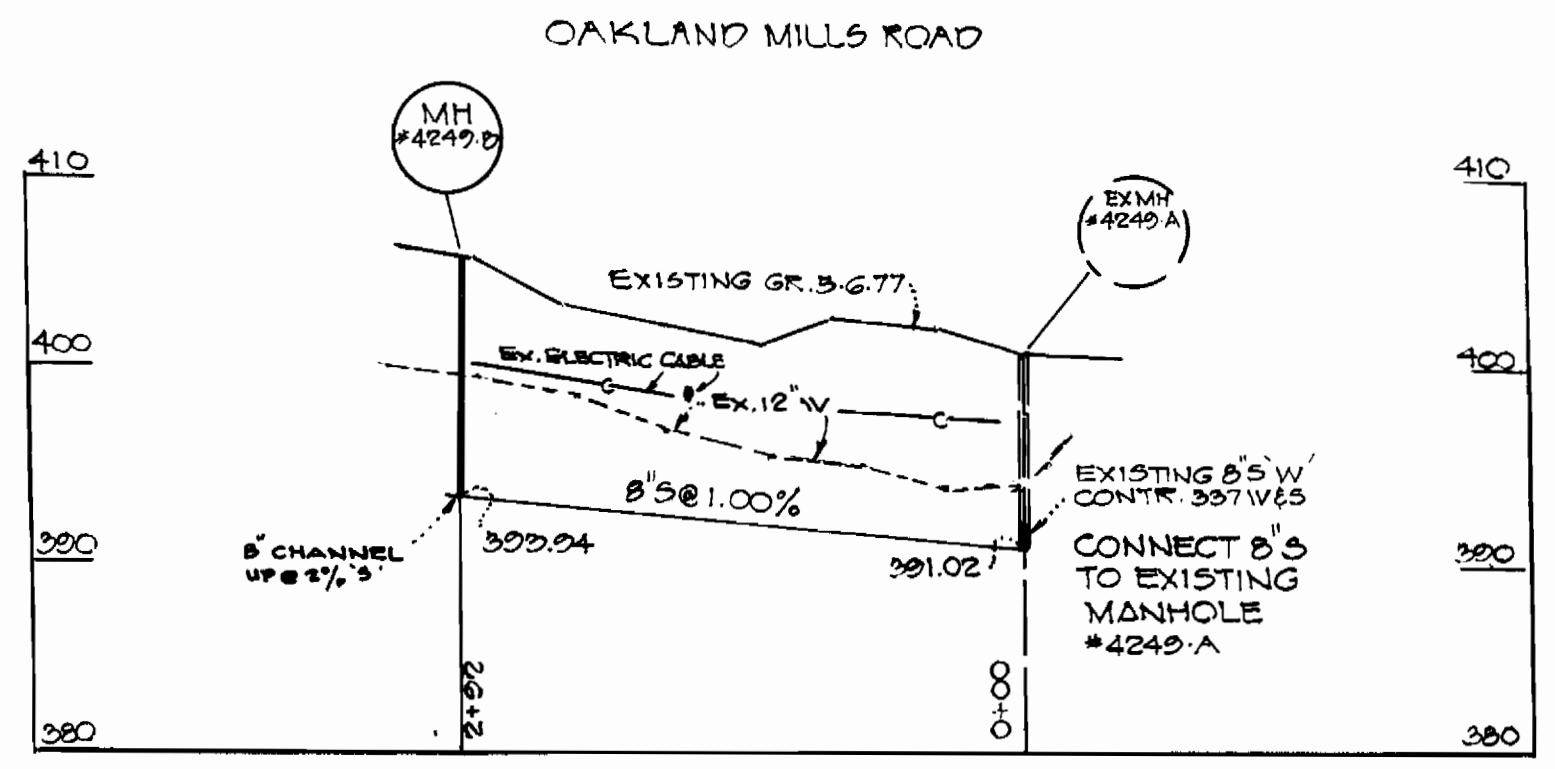 OAKLAND MILLS ROAD
MH
#4249.B
410
410
EX MH
#4249.A
EXISTING GR. 5.6.77
400
400
EX. ELECTRIC CABLE
EX. 12" W
8"S @ 1.00%
EXISTING 8"S 'W'
CONTR. 337 W&S
390
390
8" CHANNEL
UP @ 2% 'S'
393.94
391.02
CONNECT 8"S
TO EXISTING
MANHOLE
#4249.A
2+92
0+00
380
380